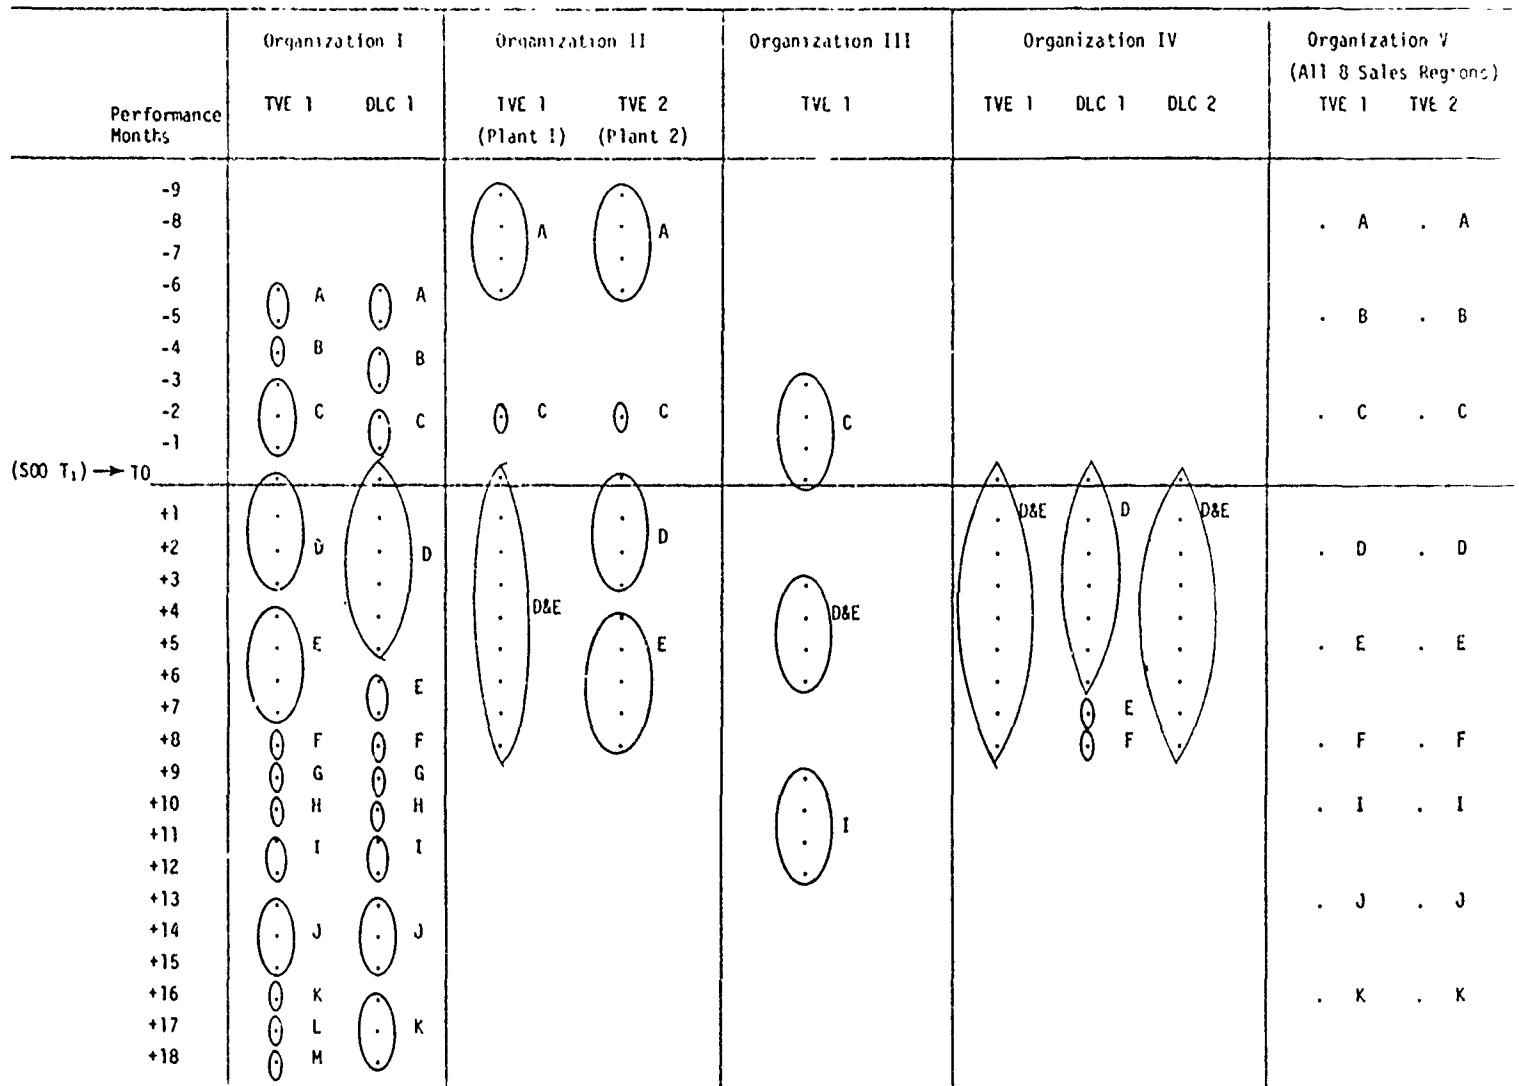 Organization I Organization II Organization III Organization IV Organization V
(All 8 Sales Regions)
Performance Months TVE 1 DLC 1 TVE 1 TVE 2 TVE 1 TVE 1 DLC 1 DLC 2 TVE 1 TVE 2
(Plant 1) (Plant 2)
-9
-8 A A A A
-7
-6 A A
-5 B B
-4 B B
-3
-2 C C C C C C C
-1
(SOO T₁) → T0
+1 D&E D D&E
+2 D D D D D
+3
+4 D&E D&E
+5 E E E E
+6 E
+7 E
+8 F F F F F
+9 G G
+10 H H I I
+11 I I I
+12
+13 J J
+14 J J
+15
+16 K K K
+17 L K
+18 M